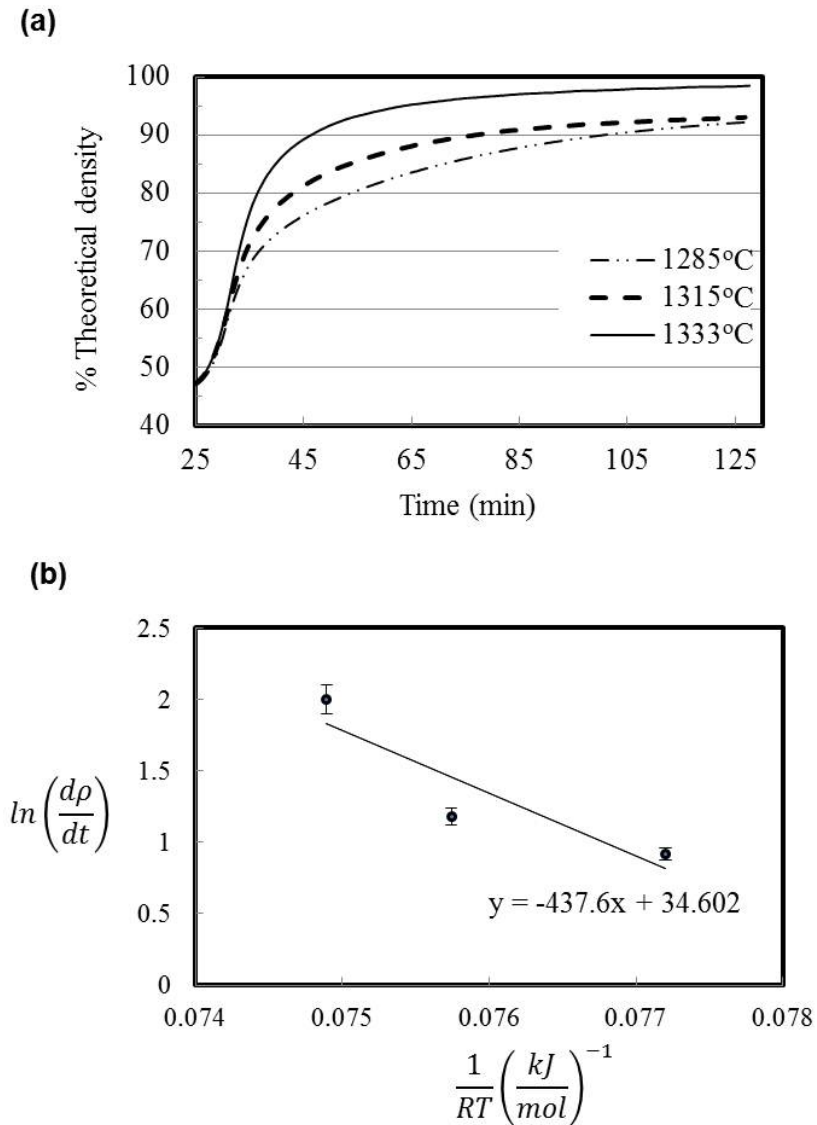 (a)
100
90
80
70
60
50
40
% Theoretical density
1285°C
1315°C
1333°C
25 45 65 85 105 125
Time (min)
(b)
2.5
2
1.5
1
0.5
0
ln(dρ/dt)
y = -437.6x + 34.602
0.074 0.075 0.076 0.077 0.078
1/RT (kJ/mol)⁻¹